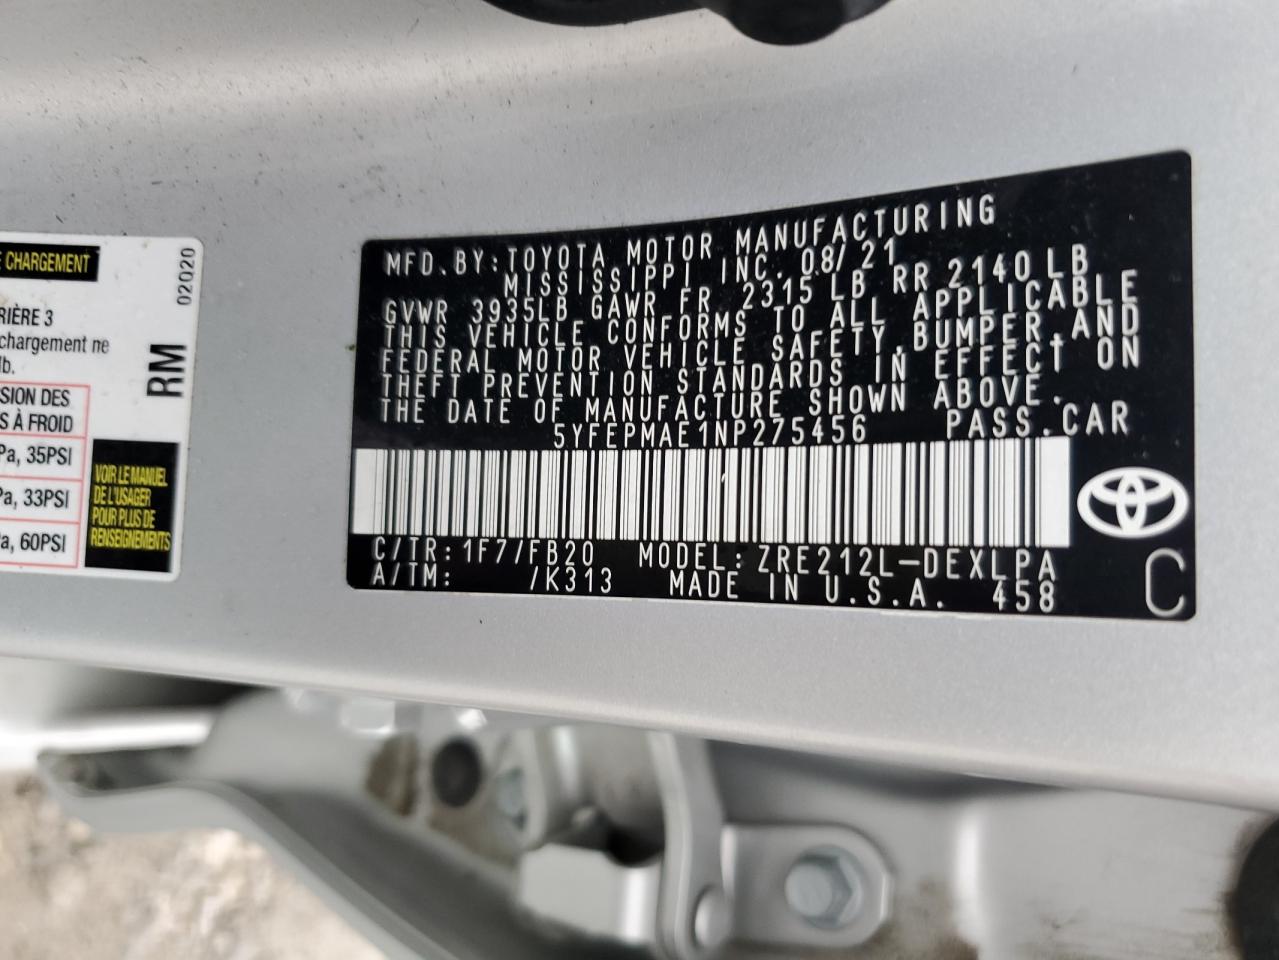 E CHARGEMENT
02020
RIÈRE 3
chargement ne
lb.
RM
SION DES
S À FROID
Pa, 35PSI
Pa, 33PSI
Pa, 60PSI
VOIR LE MANUEL
DE L'USAGER
POUR PLUS DE
RENSEIGNEMENTS
MFD. BY: TOYOTA MOTOR MANUFACTURING
MISSISSIPPI INC. 08/21
GVWR 3935LB GAWR FR 2315 LB RR 2140 LB
THIS VEHICLE CONFORMS TO ALL APPLICABLE
FEDERAL MOTOR VEHICLE SAFETY, BUMPER, AND
THEFT PREVENTION STANDARDS IN EFFECT ON
THE DATE OF MANUFACTURE SHOWN ABOVE.
5YFEPMAE1NP275456 PASS. CAR
C/TR: 1F7/FB20 MODEL: ZRE212L-DEXLPA
A/TM: /K313 MADE IN U.S.A. 458
C